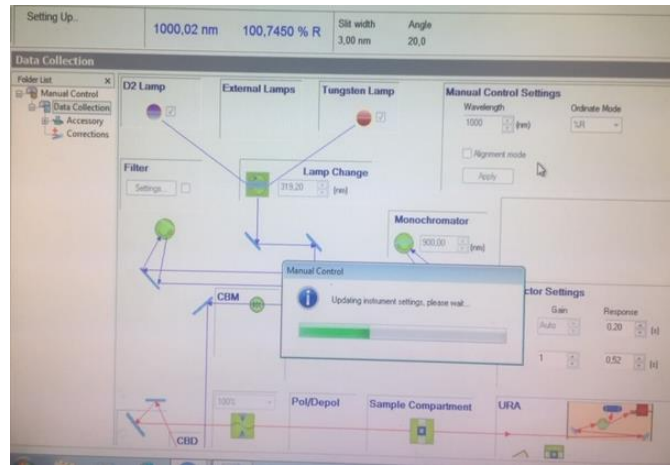 Setting Up..
1000,02 nm 100,7450 % R
Slit width
3,00 nm
Angle
20,0
Data Collection
Folder List x
Manual Control
Data Collection
Accessory
Corrections
D2 Lamp
External Lamps
Tungsten Lamp
Manual Control Settings
Wavelength
1000 (nm)
Ordinate Mode
%R
Alignment mode
Apply
Filter
Settings...
Lamp Change
319,20 (nm)
Monochromator
900,00 (nm)
Manual Control
Updating instrument settings, please wait...
CBM
ctor Settings
Gain
Response
Auto
0,20 [s]
1
0,52 [s]
100%
Pol/Depol
Sample Compartment
URA
CBD